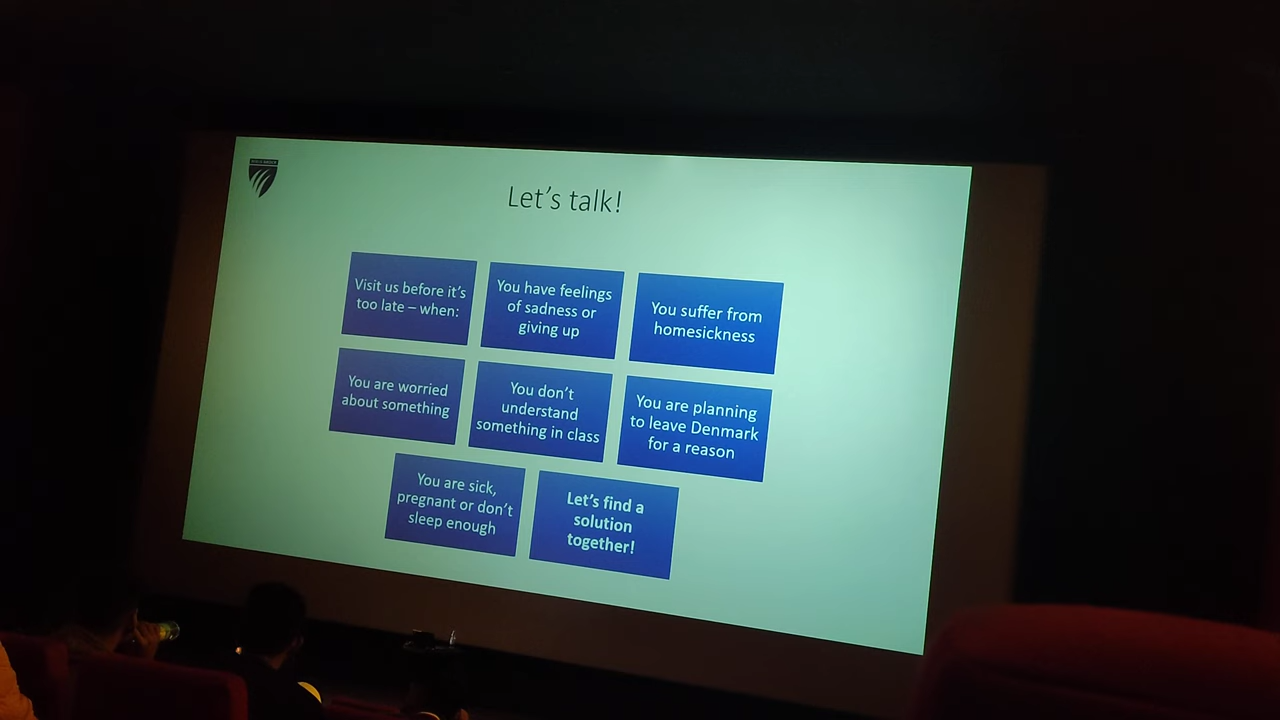 Let's talk!
Visit us before it's
too late – when:
You have feelings
of sadness or
giving up
You suffer from
homesickness
You are worried
about something
You don't
understand
something in class
You are planning
to leave Denmark
for a reason
You are sick,
pregnant or don't
sleep enough
Let's find a
solution
together!